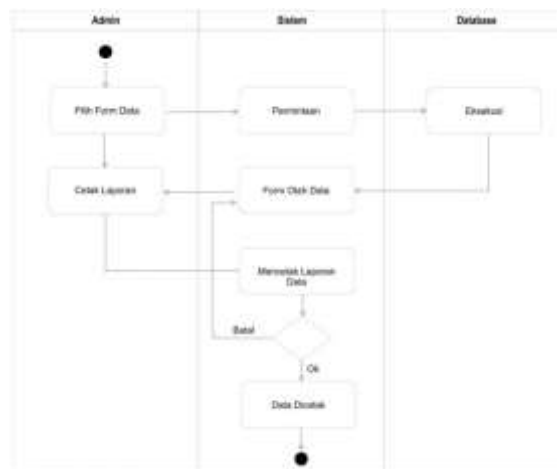 Admin
Sistem
Database
Pilih Form Data
Permintaan
Eksekusi
Cetak Laporan
Form Olah Data
Mencetak Laporan
Data
Batal
Ok
Data Dicetak